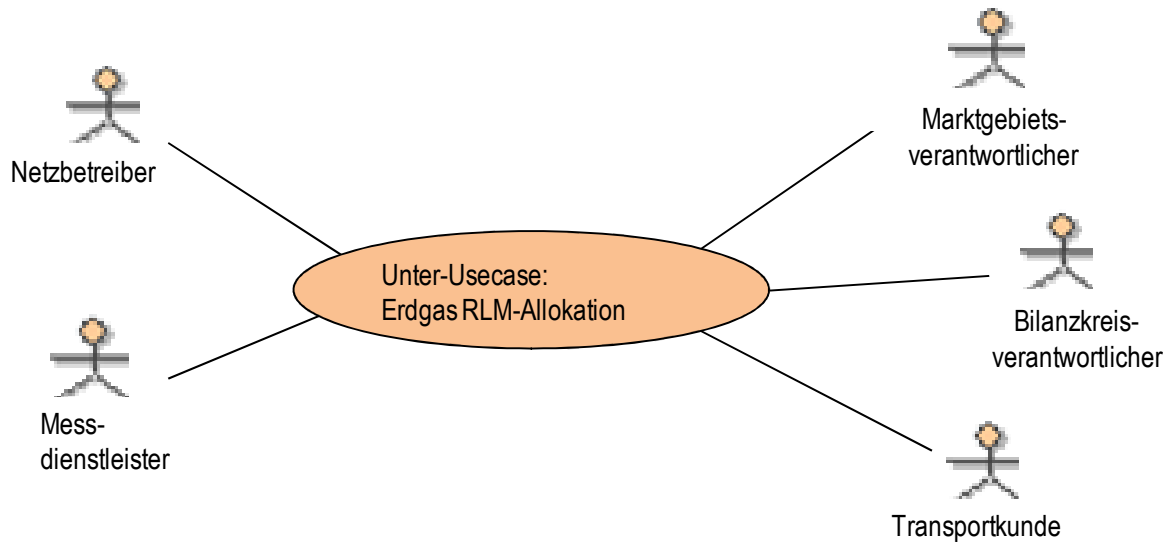 Netzbetreiber
Mess-
dienstleister
Unter-Usecase:
Erdgas RLM-Allokation
Marktgebiets-
verantwortlicher
Bilanzkreis-
verantwortlicher
Transportkunde